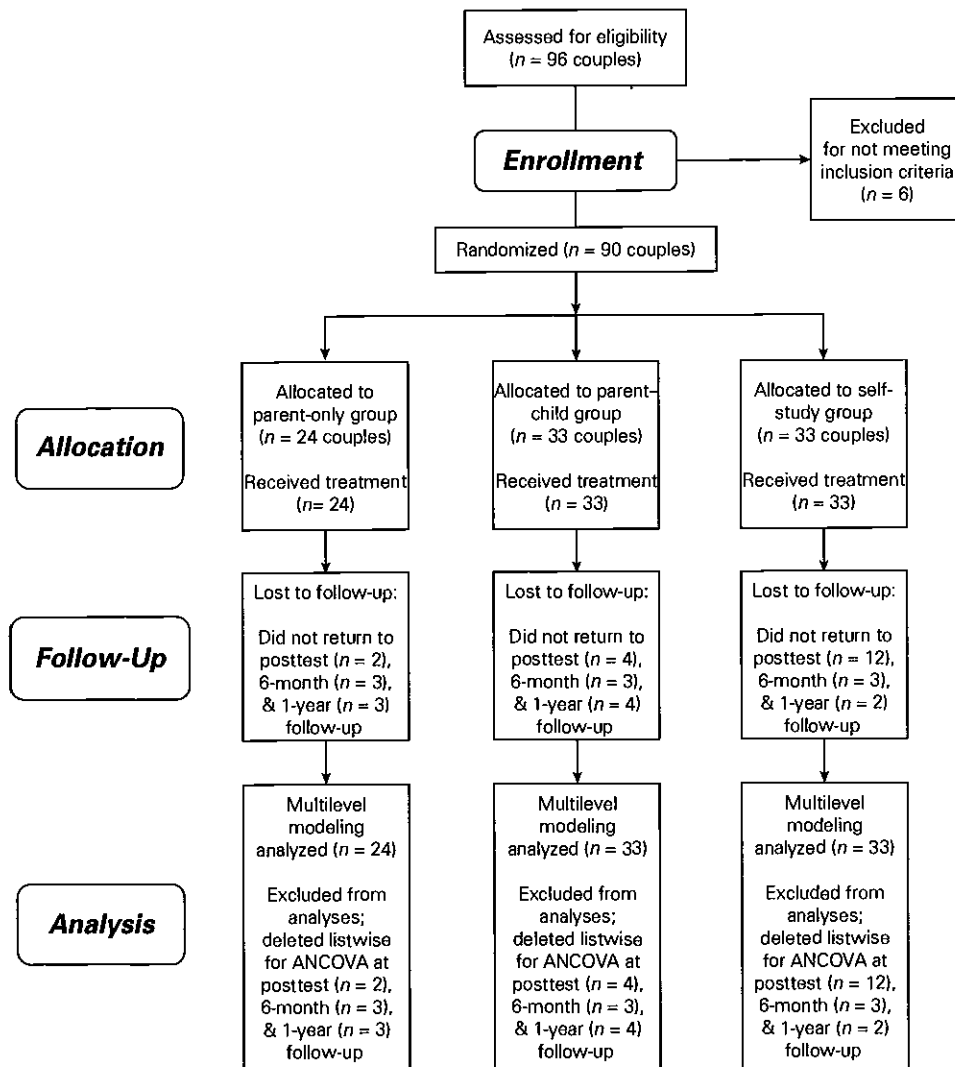 Assessed for eligibility
(n = 96 couples)
Enrollment
Excluded
for not meeting
inclusion criteria
(n = 6)
Randomized (n = 90 couples)
Allocation
Allocated to
parent-only group
(n = 24 couples)
Received treatment
(n= 24)
Allocated to parent–
child group
(n = 33 couples)
Received treatment
(n = 33)
Allocated to self-
study group
(n = 33 couples)
Received treatment
(n = 33)
Follow-Up
Lost to follow-up:
Did not return to
posttest (n = 2),
6-month (n = 3),
& 1-year (n = 3)
follow-up
Lost to follow-up:
Did not return to
posttest (n = 4),
6-month (n = 3),
& 1-year (n = 4)
follow-up
Lost to follow-up:
Did not return to
posttest (n = 12),
6-month (n = 3),
& 1-year (n = 2)
follow-up
Analysis
Multilevel
modeling
analyzed (n = 24)
Excluded from
analyses;
deleted listwise
for ANCOVA at
posttest (n = 2),
6-month (n = 3),
& 1-year (n = 3)
follow-up
Multilevel
modeling
analyzed (n = 33)
Excluded from
analyses;
deleted listwise
for ANCOVA at
posttest (n = 4),
6-month (n = 3),
& 1-year (n = 4)
follow-up
Multilevel
modeling
analyzed (n = 33)
Excluded from
analyses;
deleted listwise
for ANCOVA at
posttest (n = 12),
6-month (n = 3),
& 1-year (n = 2)
follow-up